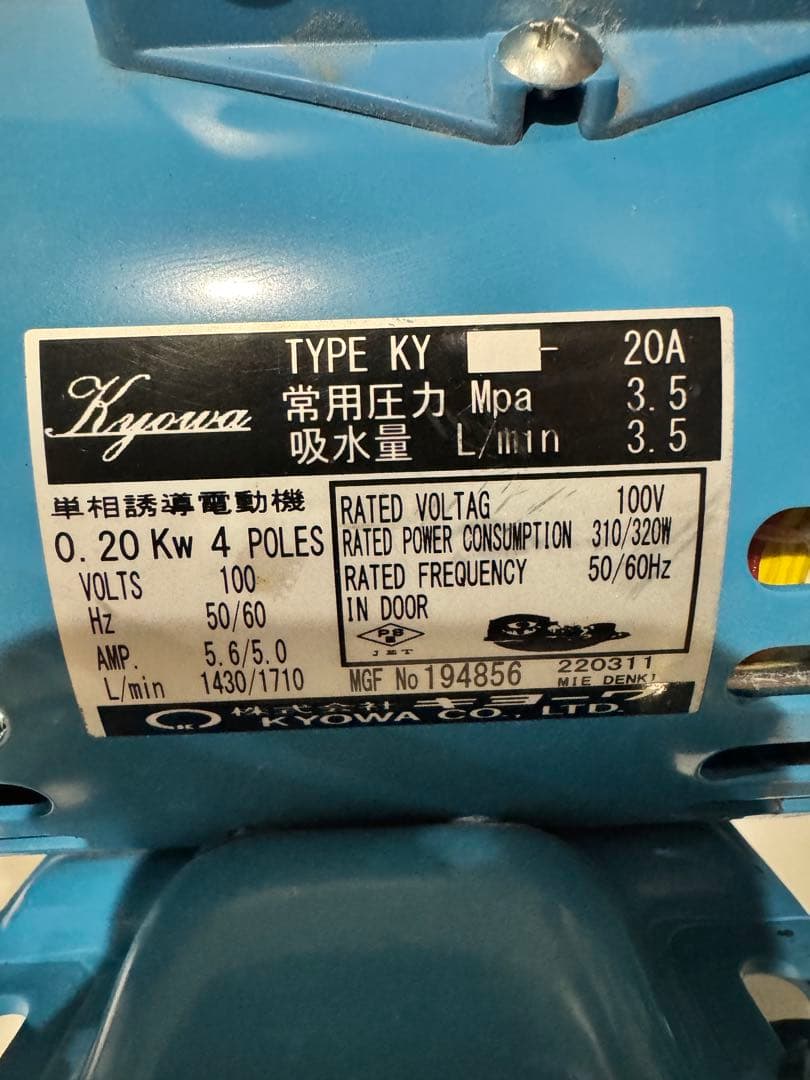 Kyowa
TYPE KY - 20A
常用圧力 Mpa 3.5
吸水量 L/min 3.5
単相誘導電動機
0.20 Kw 4 POLES
VOLTS 100
Hz 50/60
AMP. 5.6/5.0
L/min 1430/1710
RATED VOLTAG 100V
RATED POWER CONSUMPTION 310/320W
RATED FREQUENCY 50/60Hz
IN DOOR
PS
E
JET
MGF No 194856
220311
MIE DENKI
K 株式会社 キョーワ
KYOWA CO., LTD.